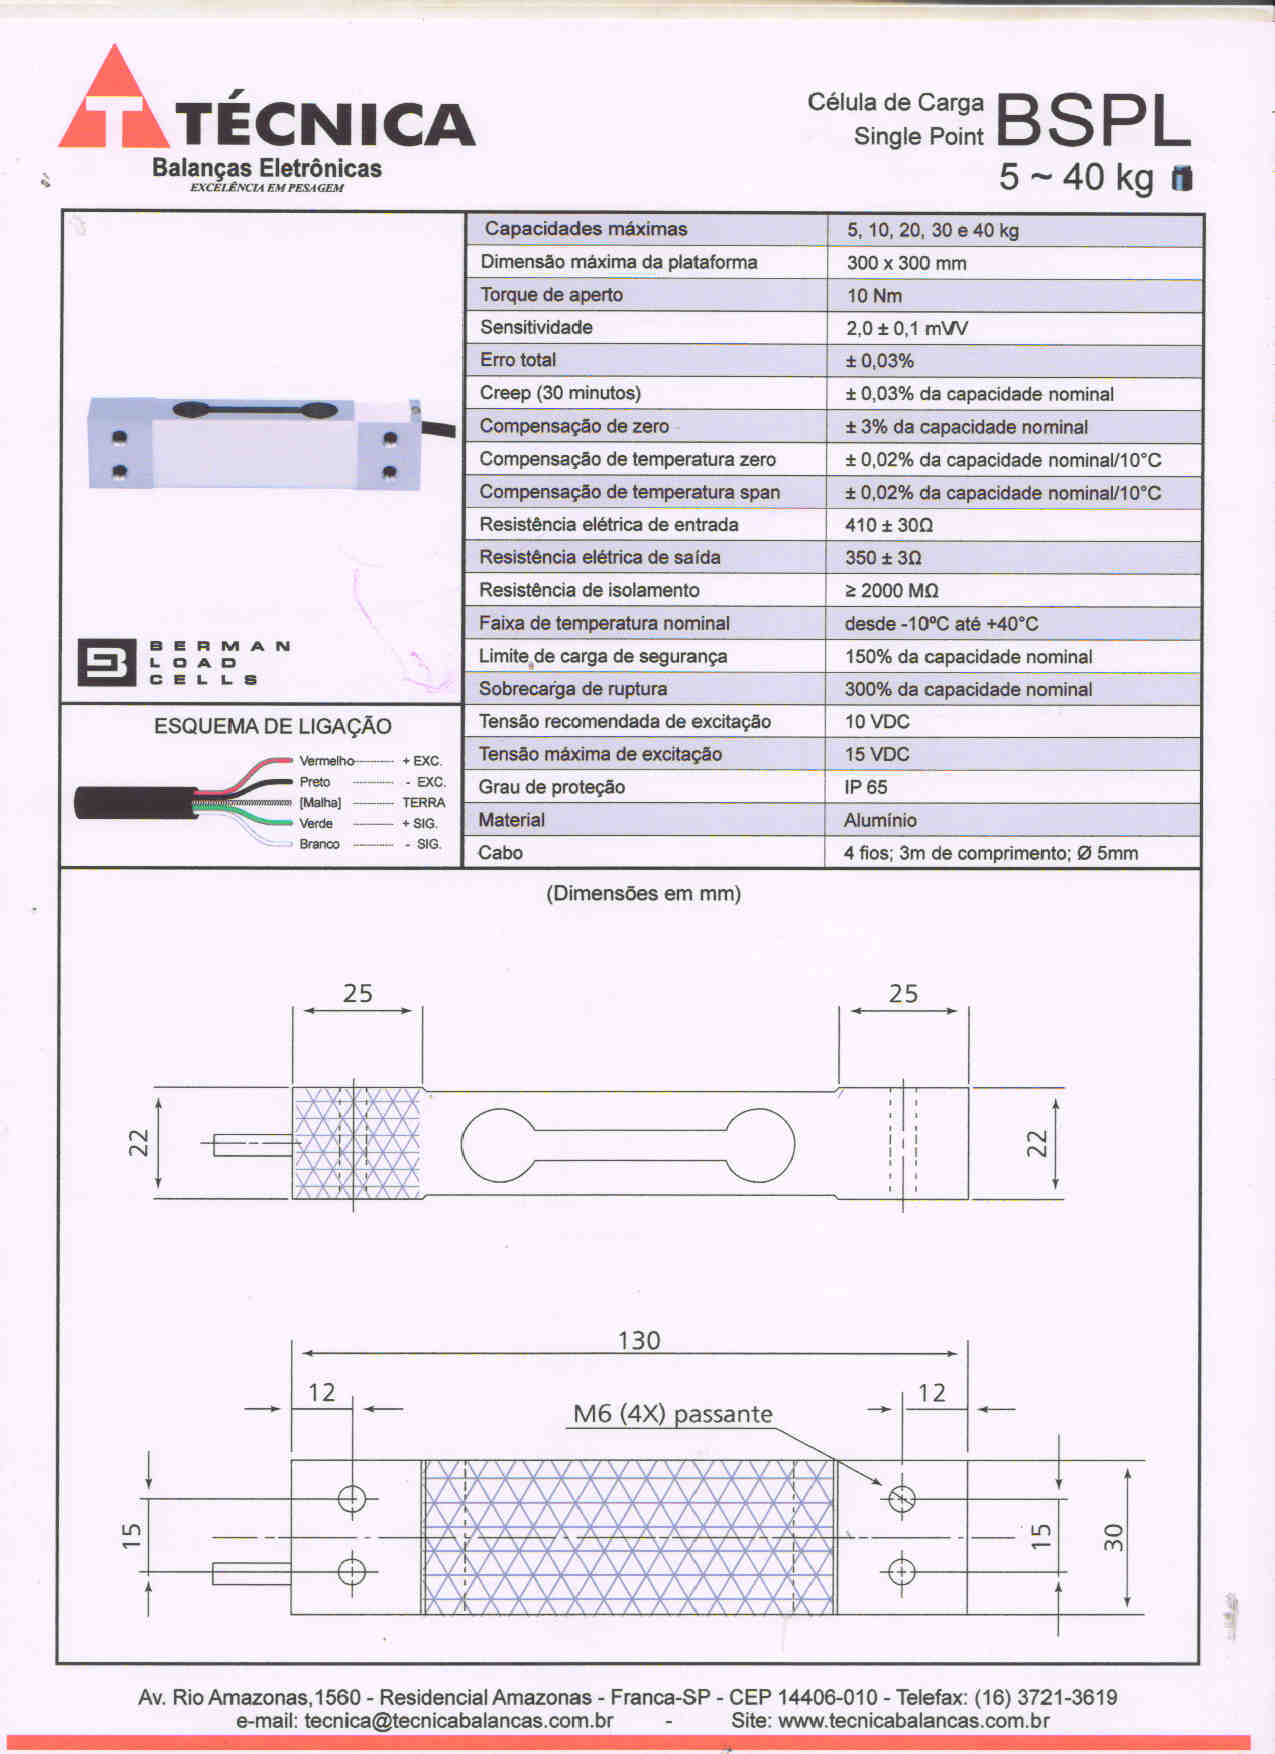 TÉCNICA
Balanças Eletrônicas
EXCELÊNCIA EM PESAGEM
Célula de Carga
Single Point
BSPL
5 ~ 40 kg
Capacidades máximas 5, 10, 20, 30 e 40 kg
Dimensão máxima da plataforma 300 x 300 mm
Torque de aperto 10 Nm
Sensitividade 2,0 ± 0,1 mV/V
Erro total ± 0,03%
Creep (30 minutos) ± 0,03% da capacidade nominal
Compensação de zero ± 3% da capacidade nominal
Compensação de temperatura zero ± 0,02% da capacidade nominal/10°C
Compensação de temperatura span ± 0,02% da capacidade nominal/10°C
Resistência elétrica de entrada 410 ± 30Ω
Resistência elétrica de saída 350 ± 3Ω
Resistência de isolamento ≥ 2000 MΩ
Faixa de temperatura nominal desde -10ºC até +40°C
Limite de carga de segurança 150% da capacidade nominal
Sobrecarga de ruptura 300% da capacidade nominal
Tensão recomendada de excitação 10 VDC
Tensão máxima de excitação 15 VDC
Grau de proteção IP 65
Material Alumínio
Cabo 4 fios; 3m de comprimento; Ø 5mm
BERMAN
LOAD
CELLS
ESQUEMA DE LIGAÇÃO
Vermelho ---------- + EXC.
Preto ---------- - EXC.
[Malha] ---------- TERRA
Verde ---------- + SIG.
Branco ---------- - SIG.
(Dimensões em mm)
25 25
22 22
130
12 12
M6 (4X) passante
15 15 30
Av. Rio Amazonas,1560 - Residencial Amazonas - Franca-SP - CEP 14406-010 - Telefax: (16) 3721-3619
e-mail: tecnica@tecnicabalancas.com.br - Site: www.tecnicabalancas.com.br